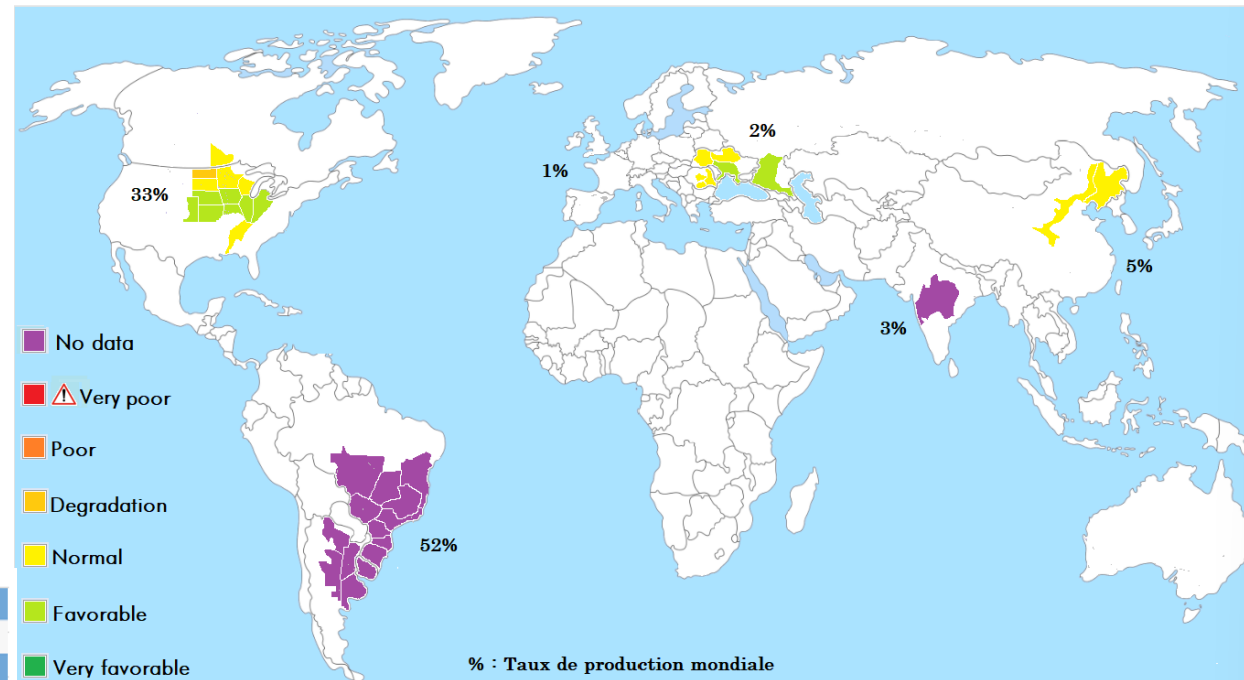 2%
1%
33%
5%
3%
No data
Very poor
Poor
Degradation
Normal
52%
Favorable
Very favorable
% : Taux de production mondiale